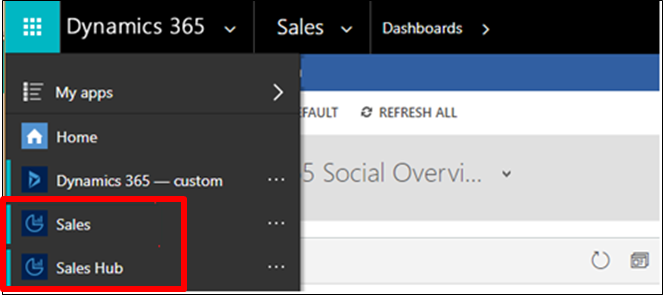 Dynamics 365 Sales Dashboards
My apps
FAULT REFRESH ALL
Home
Dynamics 365 — custom ...
5 Social Overvi...
Sales ...
Sales Hub ...